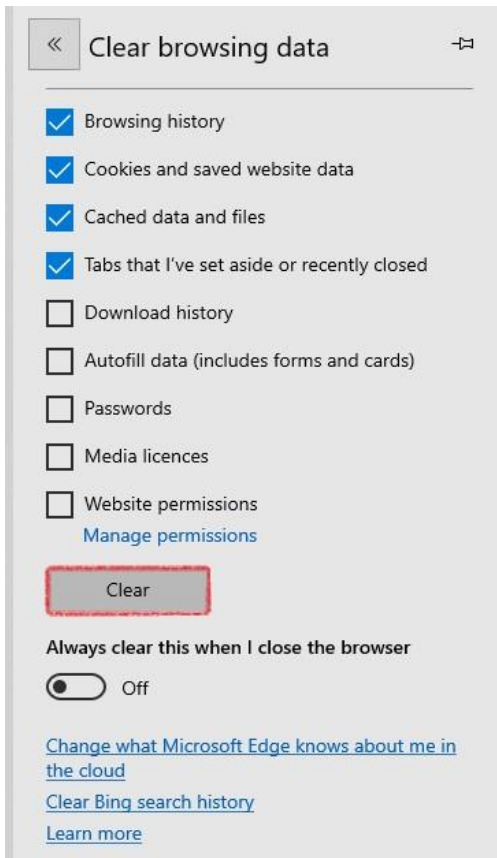 Clear browsing data
Browsing history
Cookies and saved website data
Cached data and files
Tabs that I've set aside or recently closed
Download history
Autofill data (includes forms and cards)
Passwords
Media licences
Website permissions
Manage permissions
Clear
Always clear this when I close the browser
Off
Change what Microsoft Edge knows about me in
the cloud
Clear Bing search history
Learn more